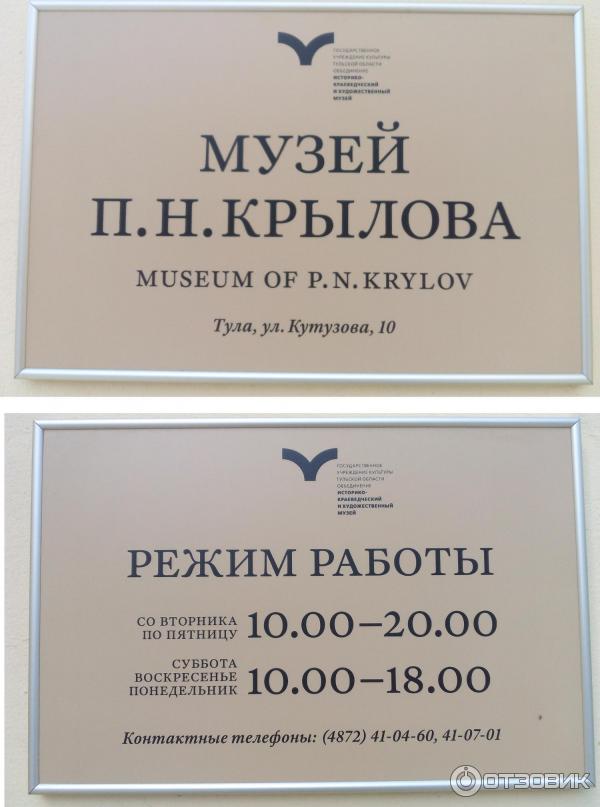 ГОСУДАРСТВЕННОЕ
УЧРЕЖДЕНИЕ КУЛЬТУРЫ
ТУЛЬСКОЙ ОБЛАСТИ
ОБЪЕДИНЕНИЕ
ИСТОРИКО-
КРАЕВЕДЧЕСКИЙ
И ХУДОЖЕСТВЕННЫЙ
МУЗЕЙ
МУЗЕЙ
П.Н.КРЫЛОВА
MUSEUM OF P.N.KRYLOV
Тула, ул. Кутузова, 10
ГОСУДАРСТВЕННОЕ
УЧРЕЖДЕНИЕ КУЛЬТУРЫ
ТУЛЬСКОЙ ОБЛАСТИ
ОБЪЕДИНЕНИЕ
ИСТОРИКО-
КРАЕВЕДЧЕСКИЙ
И ХУДОЖЕСТВЕННЫЙ
МУЗЕЙ
РЕЖИМ РАБОТЫ
СО ВТОРНИКА
ПО ПЯТНИЦУ 10.00–20.00
СУББОТА
ВОСКРЕСЕНЬЕ
ПОНЕДЕЛЬНИК 10.00–18.00
Контактные телефоны: (4872) 41-04-60, 41-07-01
ОТЗОВИК